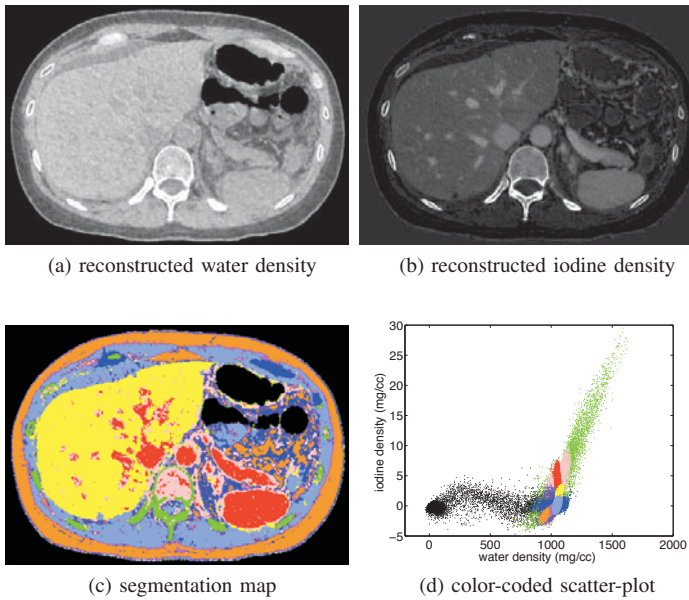 (a) reconstructed water density
(b) reconstructed iodine density
(c) segmentation map
30
25
20
15
10
5
0
−5
iodine density (mg/cc)
0 500 1000 1500 2000
water density (mg/cc)
(d) color-coded scatter-plot